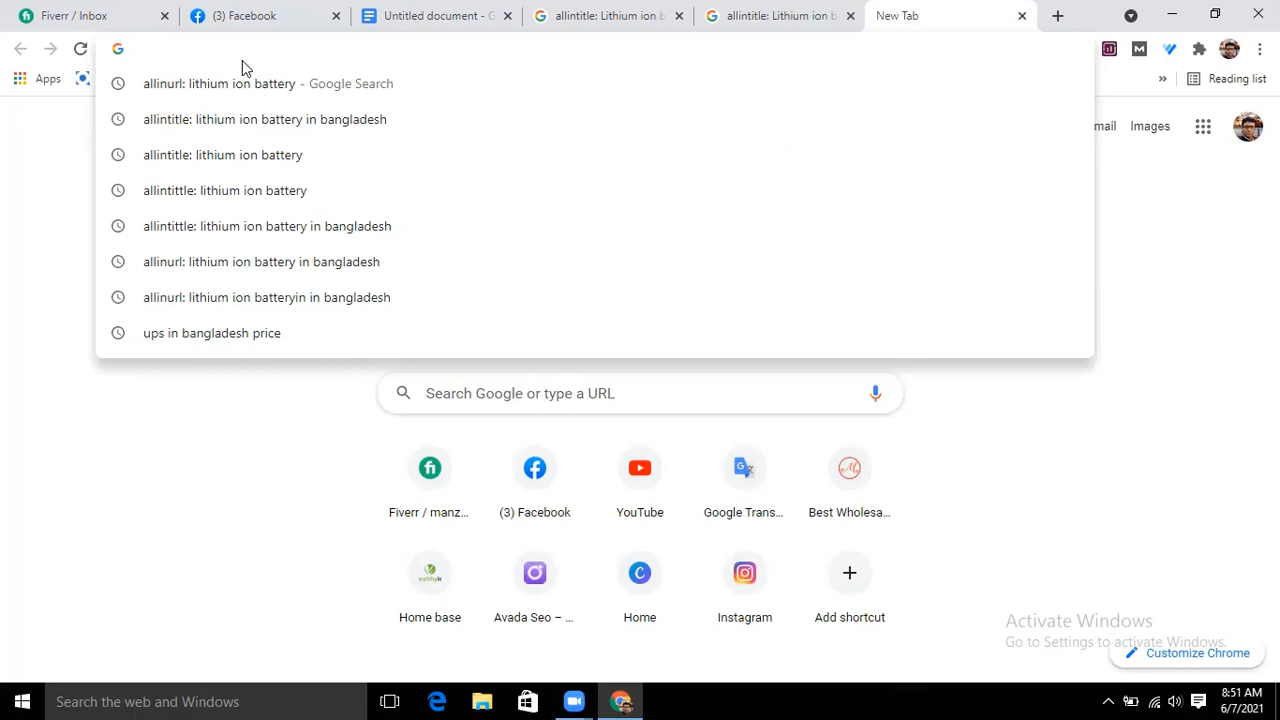 Fiverr / Inbox
(3) Facebook
Untitled document - G
allintitle: Lithium ion b
allintitle: Lithium ion b
New Tab
allinurl: lithium ion battery - Google Search
Apps
Reading list
allintitle: lithium ion battery in bangladesh
mail
Images
allintitle: lithium ion battery
allintittle: lithium ion battery
allintittle: lithium ion battery in bangladesh
allinurl: lithium ion battery in bangladesh
allinurl: lithium ion batteryin in bangladesh
ups in bangladesh price
Search Google or type a URL
Fiverr / manz...
(3) Facebook
YouTube
Google Trans...
Best Wholesa...
Home base
Avada Seo – ...
Home
Instagram
Add shortcut
Activate Windows
Go to Settings to activate Windows.
Customize Chrome
Search the web and Windows
8:51 AM
6/7/2021